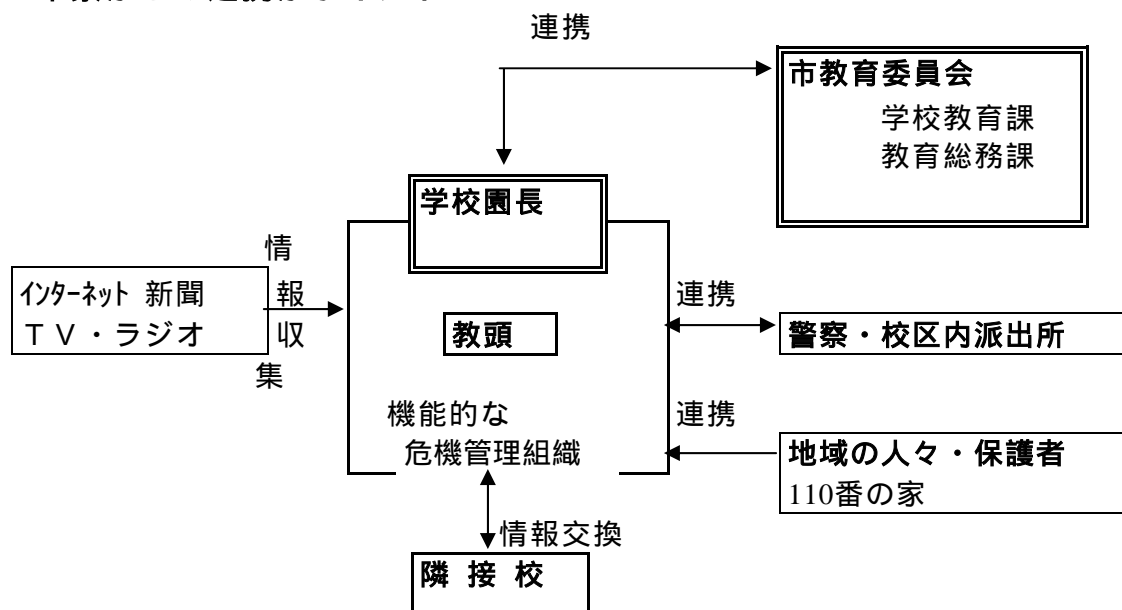 連携
市教育委員会
学校教育課
教育総務課
学校園長
情報収集
インターネット 新聞
TV・ラジオ
教頭
連携
警察・校区内派出所
機能的な
危機管理組織
連携
地域の人々・保護者
110番の家
情報交換
隣 接 校